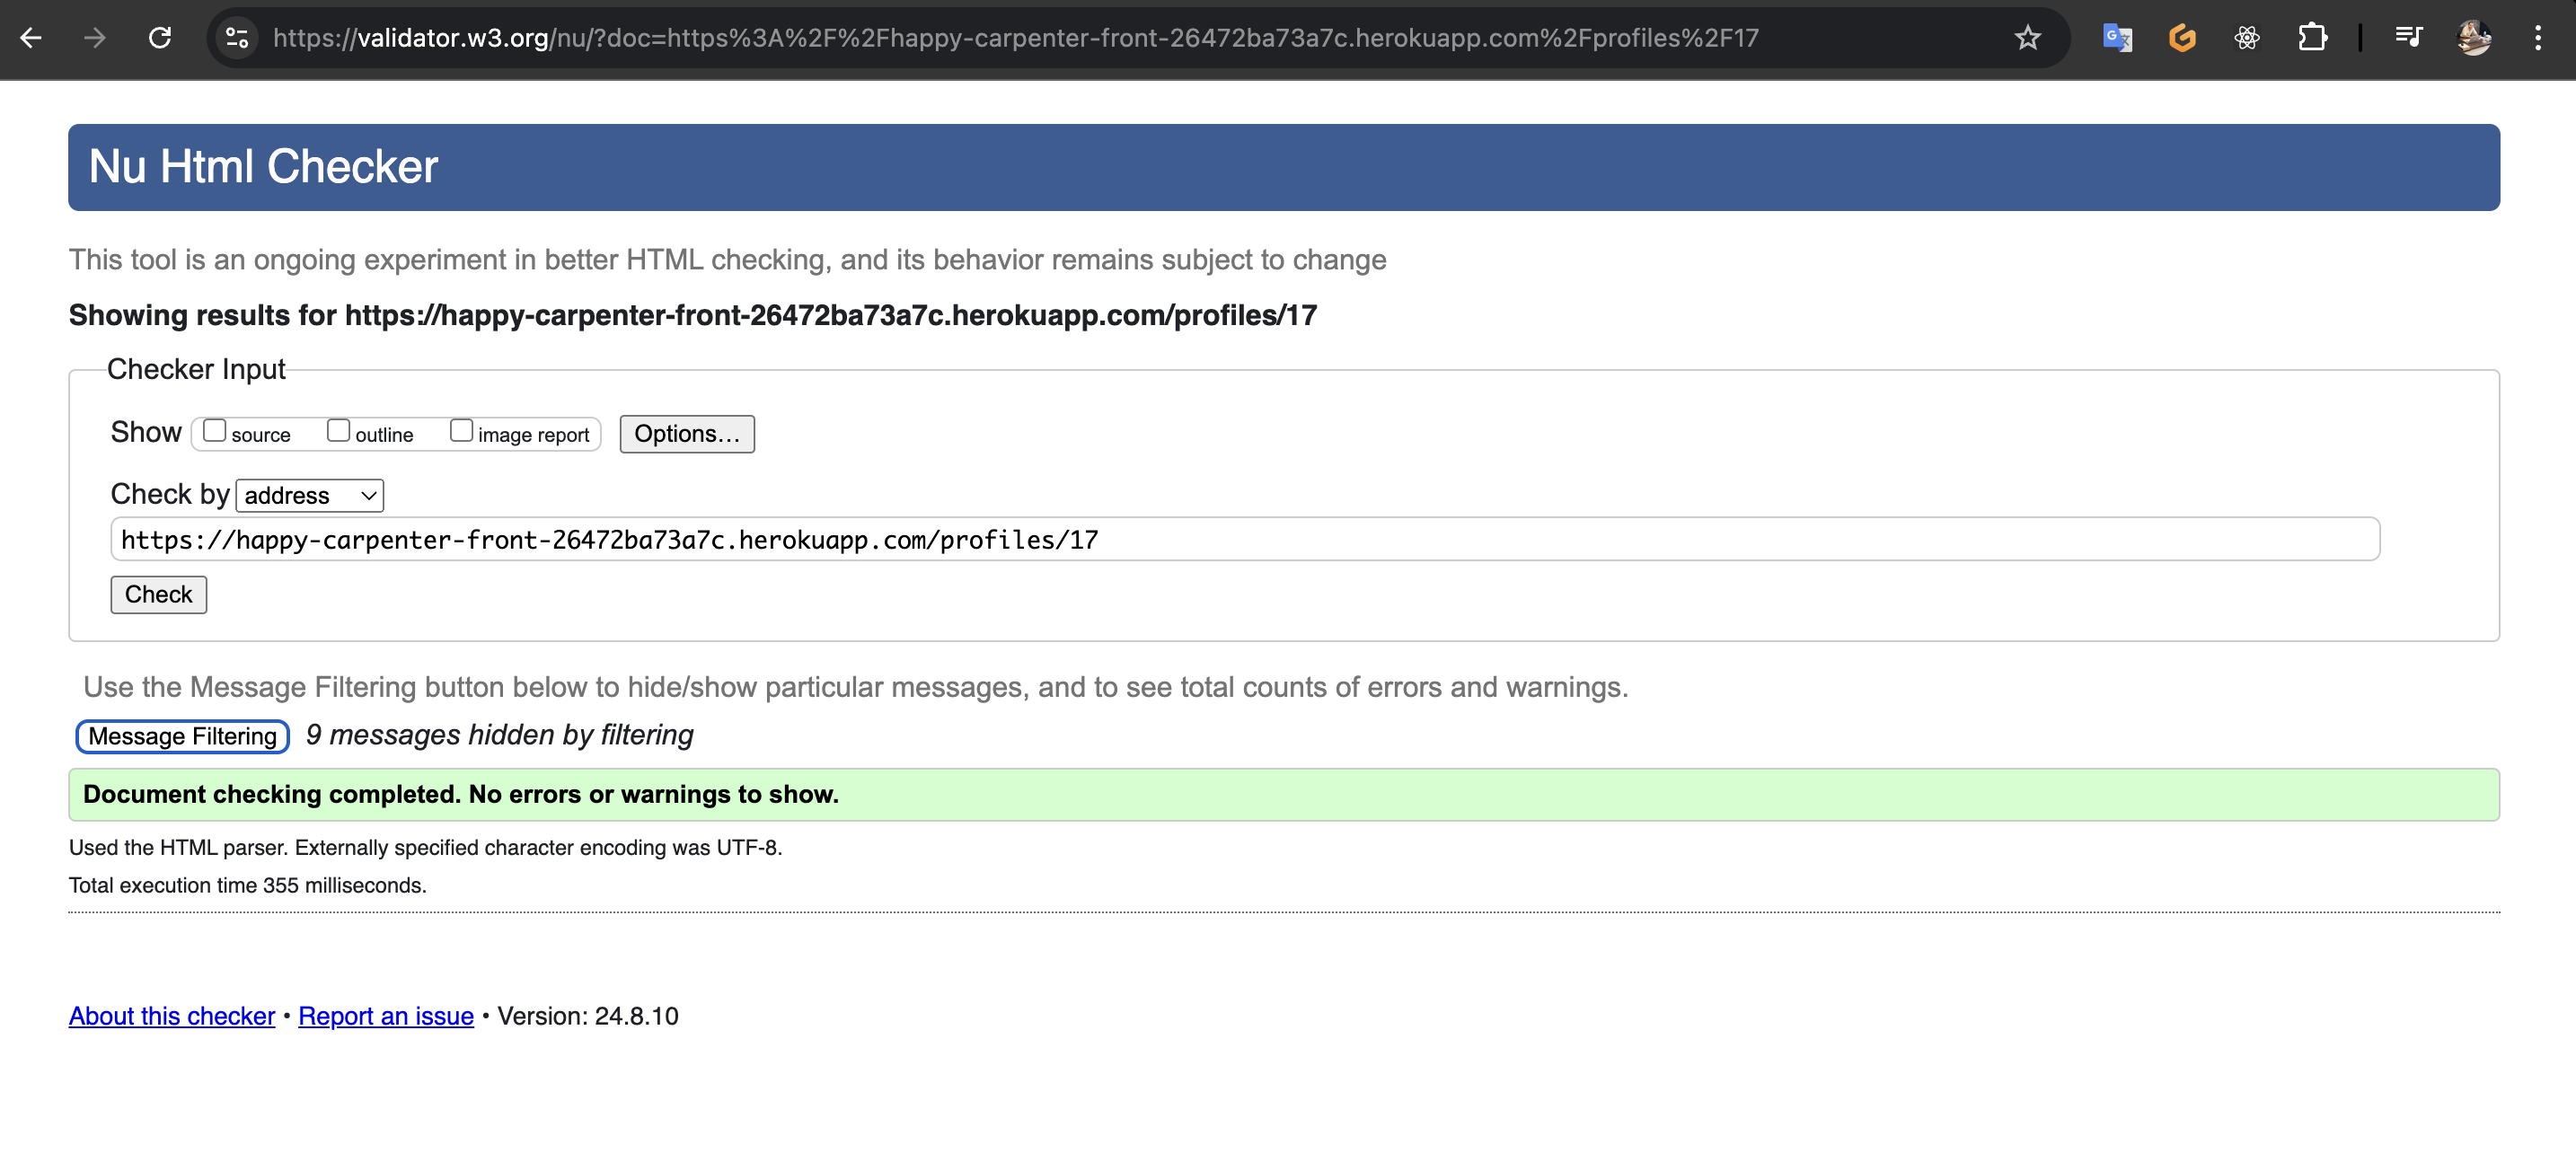 https://validator.w3.org/nu/?doc=https%3A%2F%2Fhappy-carpenter-front-26472ba73a7c.herokuapp.com%2Fprofiles%2F17
Nu Html Checker
This tool is an ongoing experiment in better HTML checking, and its behavior remains subject to change
Showing results for https://happy-carpenter-front-26472ba73a7c.herokuapp.com/profiles/17
Checker Input
Show source outline image report Options...
Check by address
https://happy-carpenter-front-26472ba73a7c.herokuapp.com/profiles/17
Check
Use the Message Filtering button below to hide/show particular messages, and to see total counts of errors and warnings.
Message Filtering 9 messages hidden by filtering
Document checking completed. No errors or warnings to show.
Used the HTML parser. Externally specified character encoding was UTF-8.
Total execution time 355 milliseconds.
About this checker • Report an issue • Version: 24.8.10